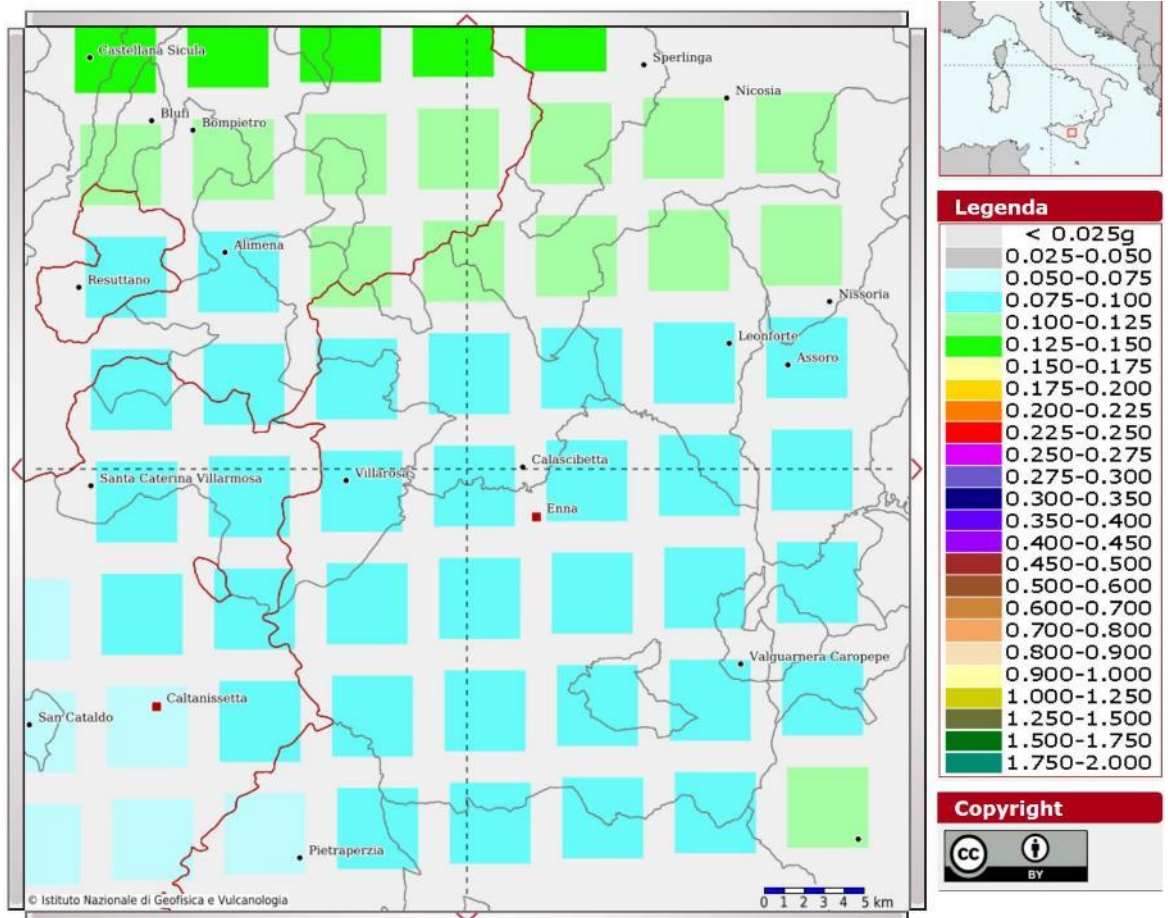 Castellana Sicula
Sperlinga
Nicosia
Blufi
Bompietro
Alimena
Resuttano
Nissoria
Leonforte
Assoro
Calascibetta
Santa Caterina Villarmosa
Villarosa
Enna
Valguarnera Caropepe
Caltanissetta
San Cataldo
Pietraperzia
© Istituto Nazionale di Geofisica e Vulcanologia
0 1 2 3 4 5 km
Legenda
< 0.025g
0.025-0.050
0.050-0.075
0.075-0.100
0.100-0.125
0.125-0.150
0.150-0.175
0.175-0.200
0.200-0.225
0.225-0.250
0.250-0.275
0.275-0.300
0.300-0.350
0.350-0.400
0.400-0.450
0.450-0.500
0.500-0.600
0.600-0.700
0.700-0.800
0.800-0.900
0.900-1.000
1.000-1.250
1.250-1.500
1.500-1.750
1.750-2.000
Copyright
cc
BY